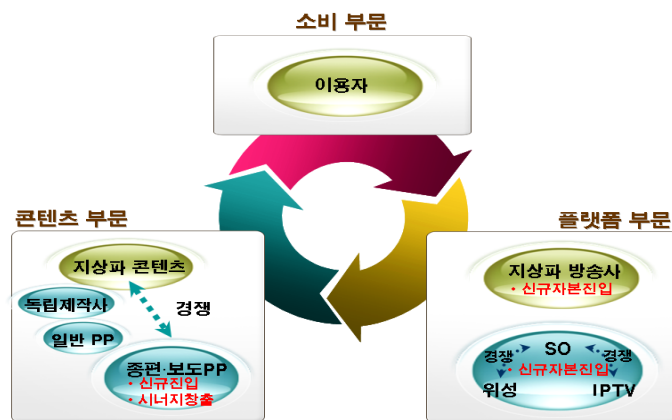 소비 부문
이용자
콘텐츠 부문
지상파 콘텐츠
독립제작사
경쟁
일반 PP
종편·보도PP
· 신규진입
· 시너지창출
플랫폼 부문
지상파 방송사
· 신규자본진입
경쟁 SO 경쟁
· 신규자본진입
위성 IPTV